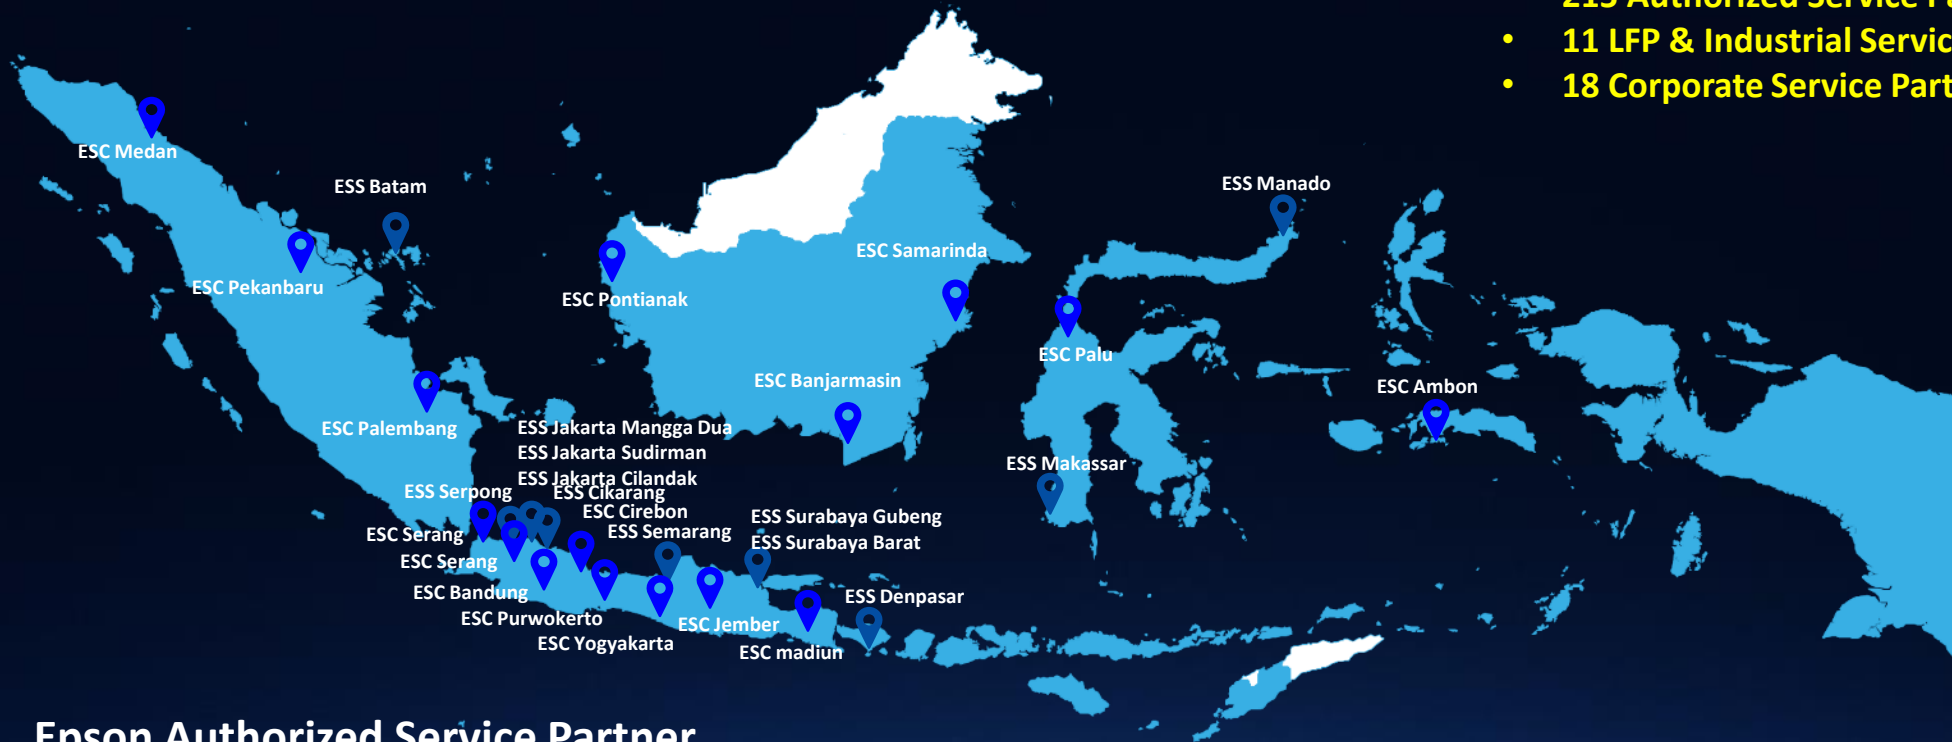 215 Authorized Service
• 11 LFP & Industrial
• 18 Corporate Service
ESC Medan
ESS Batam
ESS Manado
ESC Samarinda
ESC Pekanbaru
ESC Pontianak
ESC Palu
ESC Banjarmasin
ESC Ambon
ESC Palembang
ESS Jakarta Mangga Dua
ESS Jakarta Sudirman
ESS Jakarta Cilandak
ESS Makassar
ESS Serpong
ESS Cikarang
ESC Cirebon
ESS Surabaya Gubeng
ESC Serang
ESS Semarang
ESS Surabaya Barat
ESC Serang
ESC Bandung
ESS Denpasar
ESC Purwokerto
ESC Jember
ESC Yogyakarta
ESC madiun
Epson Authorized Service Partner